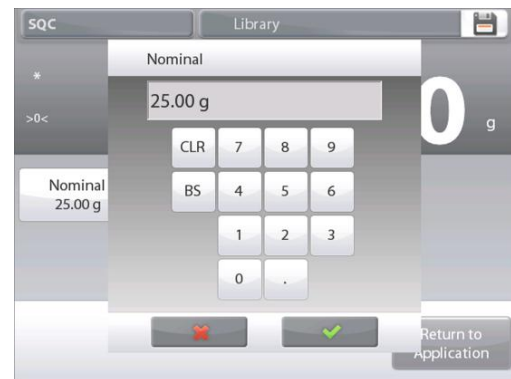 SQC
Library
*
>0<
0 g
Nominal
25.00 g
Nominal
25.00 g
CLR 7 8 9
BS 4 5 6
1 2 3
0 .
Return to
Application